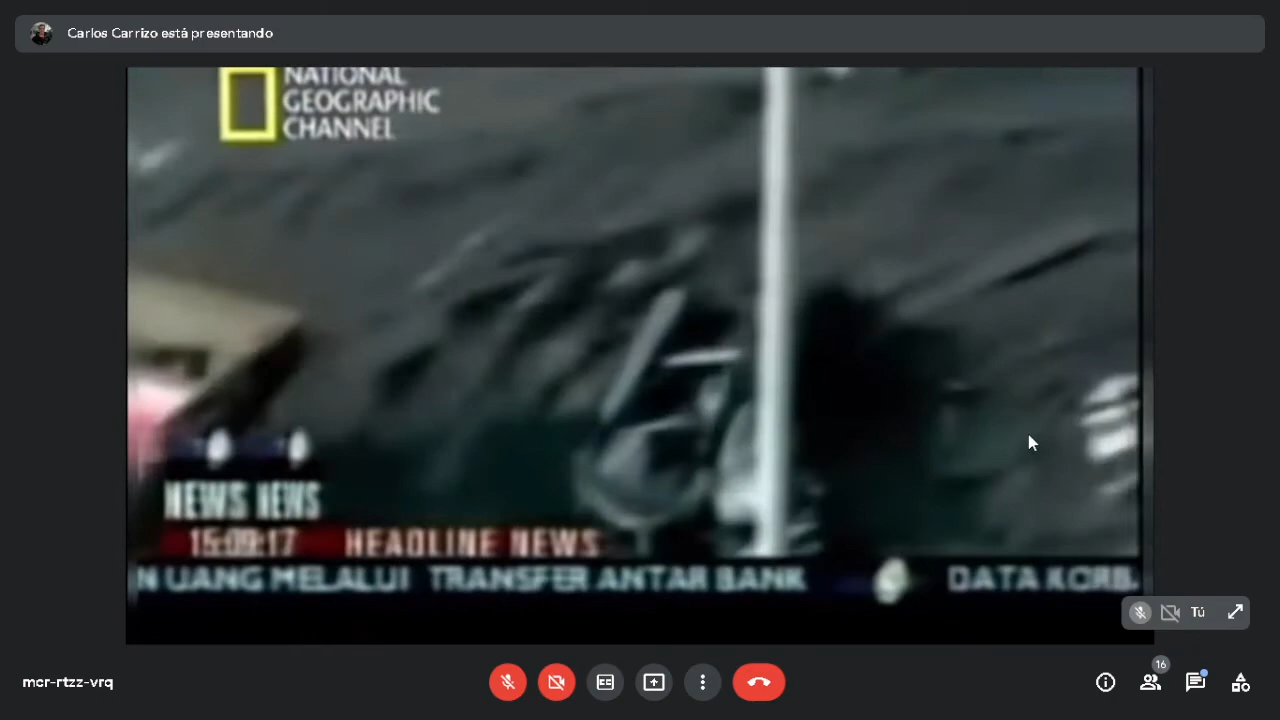 Carlos Carrizo está presentando
NATIONAL
GEOGRAPHIC
CHANNEL
NEWS NEWS
15:09:17 HEADLINE NEWS
N UANG MELALUI TRANSFER ANTAR BANK DATA KORB
Tú
16
mcr-rtzz-vrq